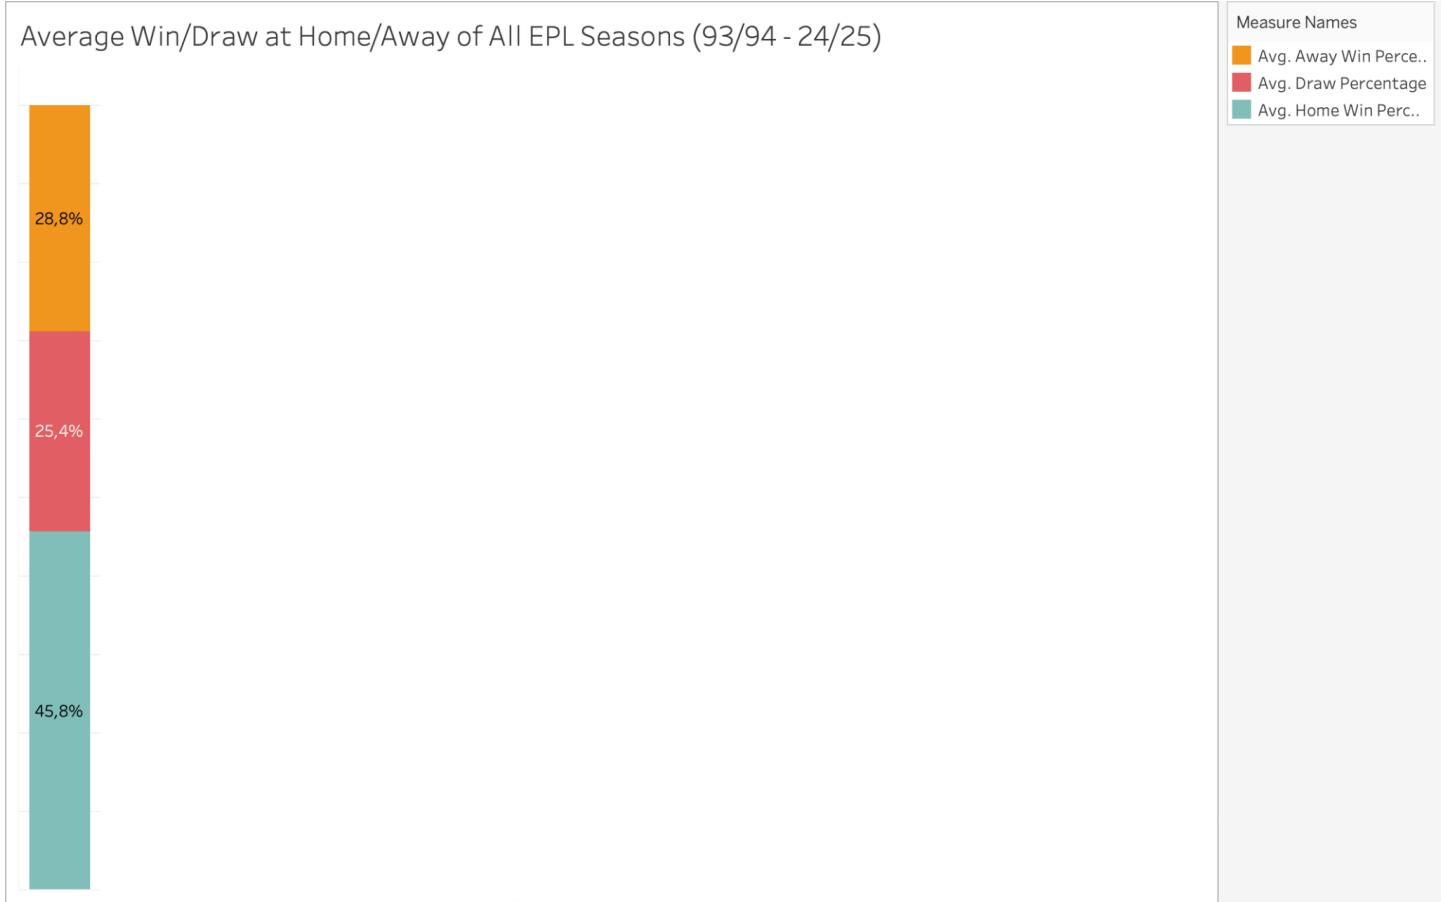 Average Win/Draw at Home/Away of All EPL Seasons (93/94 - 24/25)
Measure Names
Avg. Away Win Perce..
Avg. Draw Percentage
Avg. Home Win Perc..
28,8%
25,4%
45,8%